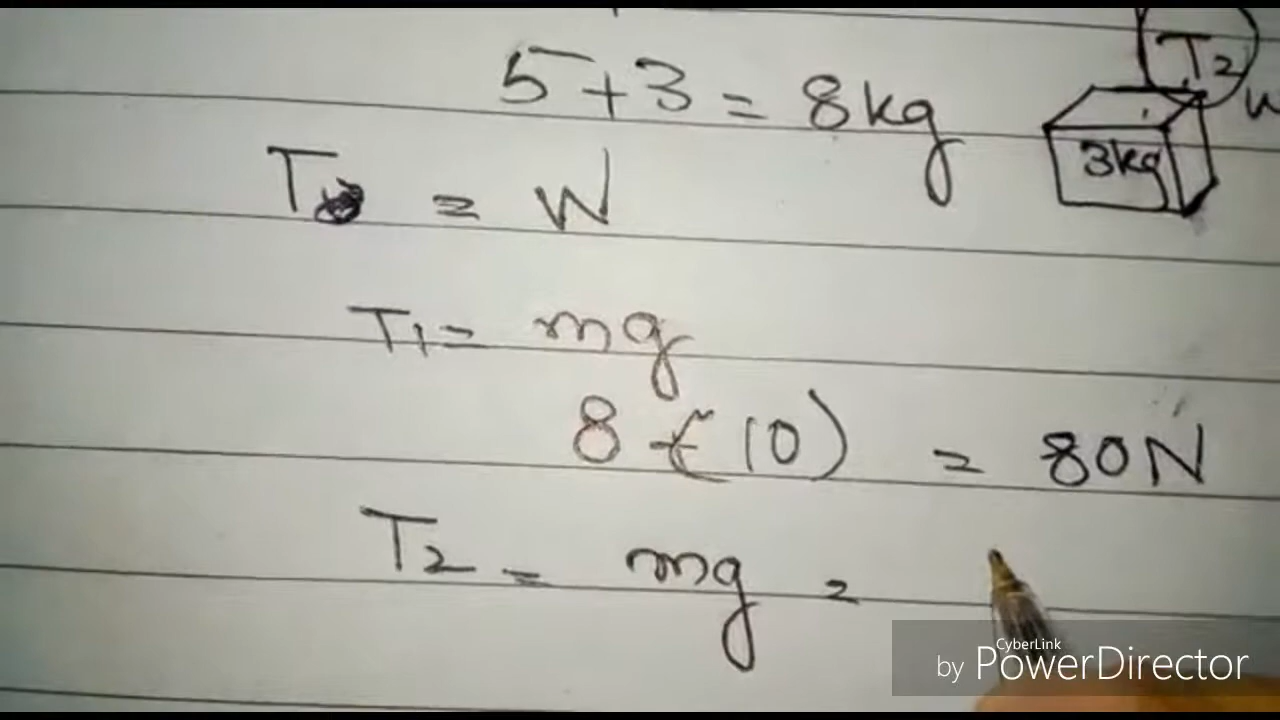 5+3 = 8kg
T2
3kg
T = W
T1 = mg
8 (10) = 80N
T2 = mg =
CyberLink
by PowerDirector